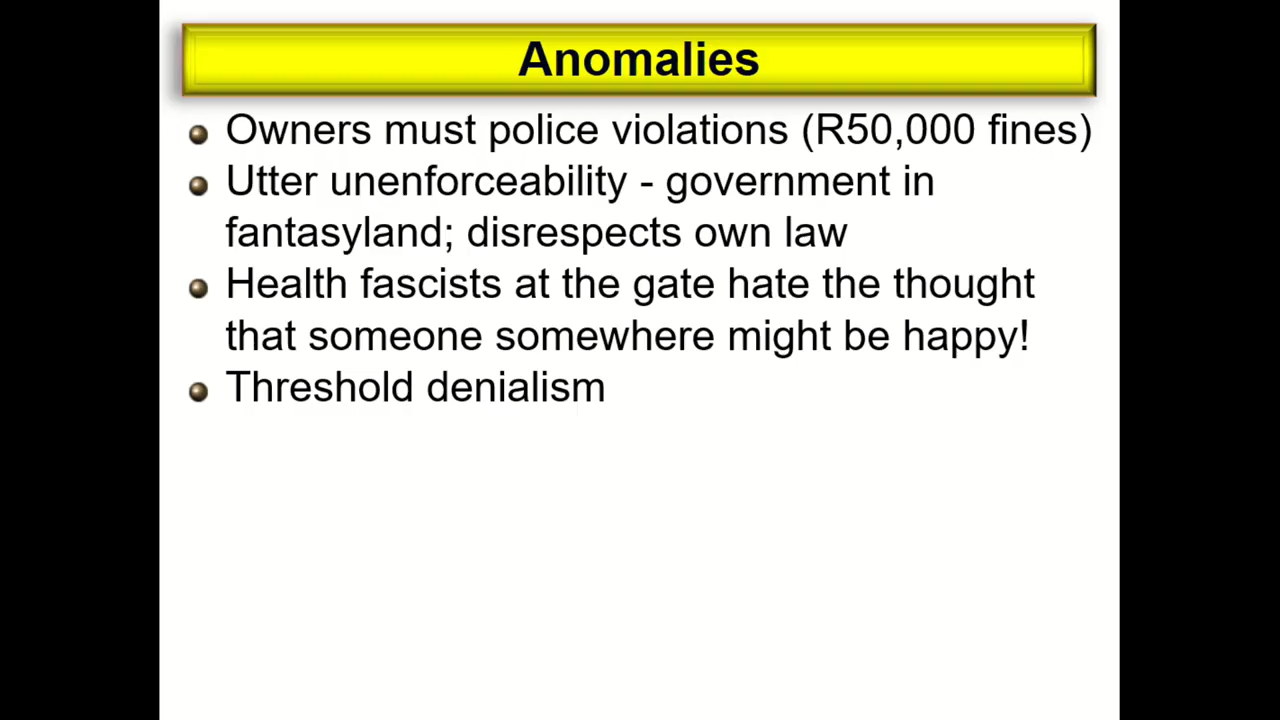 Anomalies
Owners must police violations (R50,000 fines)
Utter unenforceability - government in
fantasyland; disrespects own law
Health fascists at the gate hate the thought
that someone somewhere might be happy!
Threshold denialism